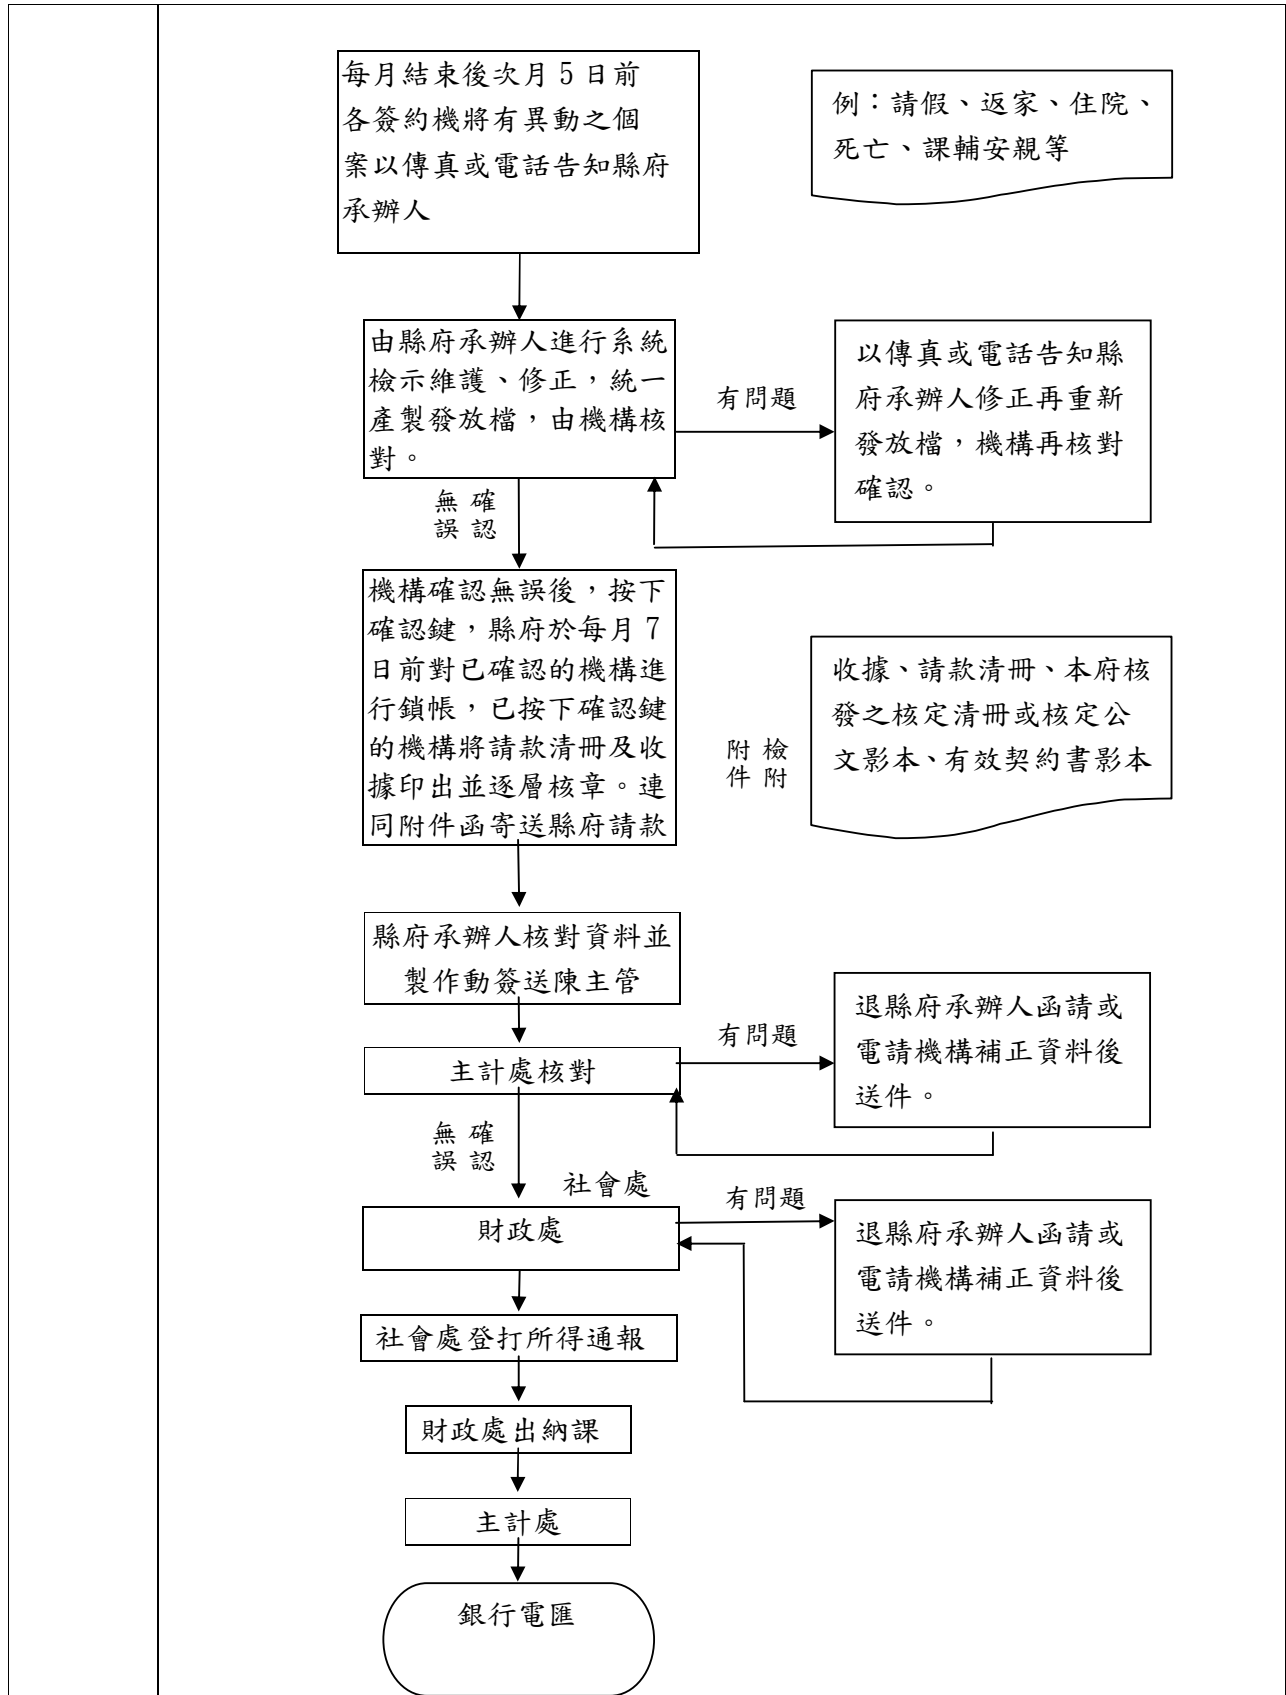 每月結束後次月 5 日前
各簽約機將有異動之個
案以傳真或電話告知縣府
承辦人
例：請假、返家、住院、
死亡、課輔安親等
由縣府承辦人進行系統
檢示維護、修正，統一
產製發放檔，由機構核
對。
有問題
以傳真或電話告知縣
府承辦人修正再重新
發放檔，機構再核對
確認。
確認
無誤
機構確認無誤後，按下
確認鍵，縣府於每月 7
日前對已確認的機構進
行鎖帳，已按下確認鍵
的機構將請款清冊及收
據印出並逐層核章。連
同附件函寄送縣府請款
檢附
附件
收據、請款清冊、本府核
發之核定清冊或核定公
文影本、有效契約書影本
縣府承辦人核對資料並
製作動簽送陳主管
主計處核對
有問題
退縣府承辦人函請或
電請機構補正資料後
送件。
確認
無誤
社會處
財政處
有問題
退縣府承辦人函請或
電請機構補正資料後
送件。
社會處登打所得通報
財政處出納課
主計處
銀行電匯